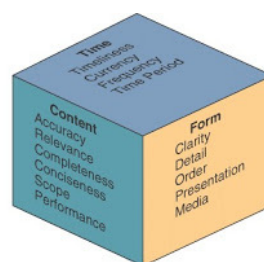 Time
Timeliness
Currency
Frequency
Time Period
Content
Accuracy
Relevance
Completeness
Conciseness
Scope
Performance
Form
Clarity
Detail
Order
Presentation
Media